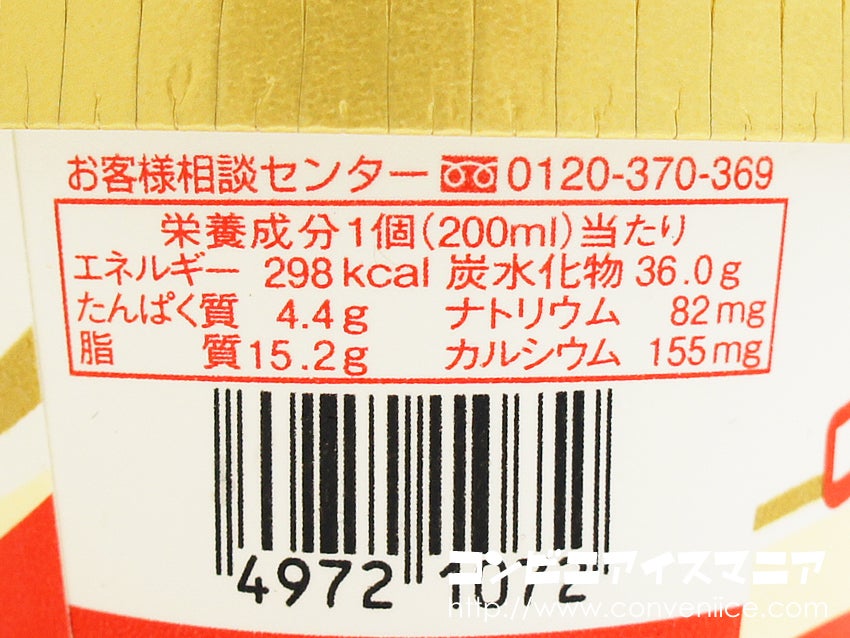 お客様相談センター 0120-370-369
栄養成分1個(200ml)当たり
エネルギー 298kcal 炭水化物 36.0g
たんぱく質 4.4g ナトリウム 82mg
脂 質 15.2g カルシウム 155mg
4972 1072
コンビニアイスマニア
http://www.conveniice.com